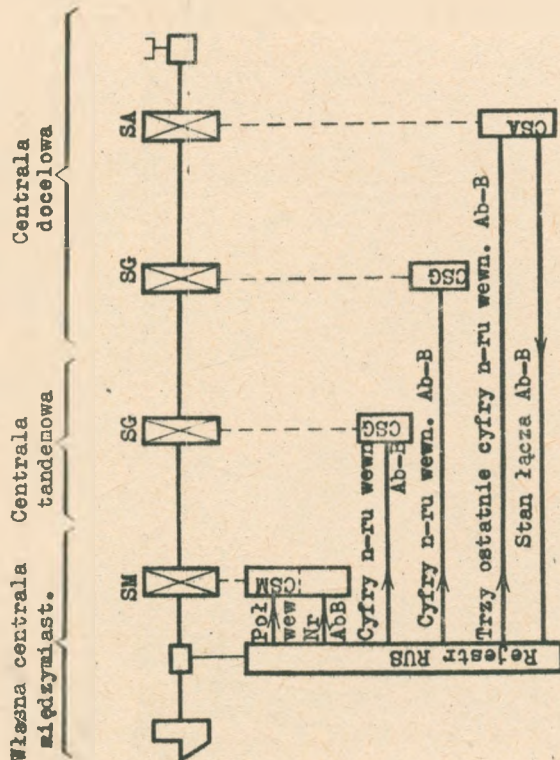 Własna centrala
międzymiast.
Centrala
tandemowa
Centrala
docelowa
SM
SG
SG
SA
CSM
CSG
CSG
CSA
Poł
wew
Nr
AbB
Cyfry n-ru wewn
Ab-B
Cyfry n-ru wewn. Ab-B
Trzy ostatnie cyfry n-ru wewn. Ab-B
Stan łącza Ab-B
Rejestr RUS